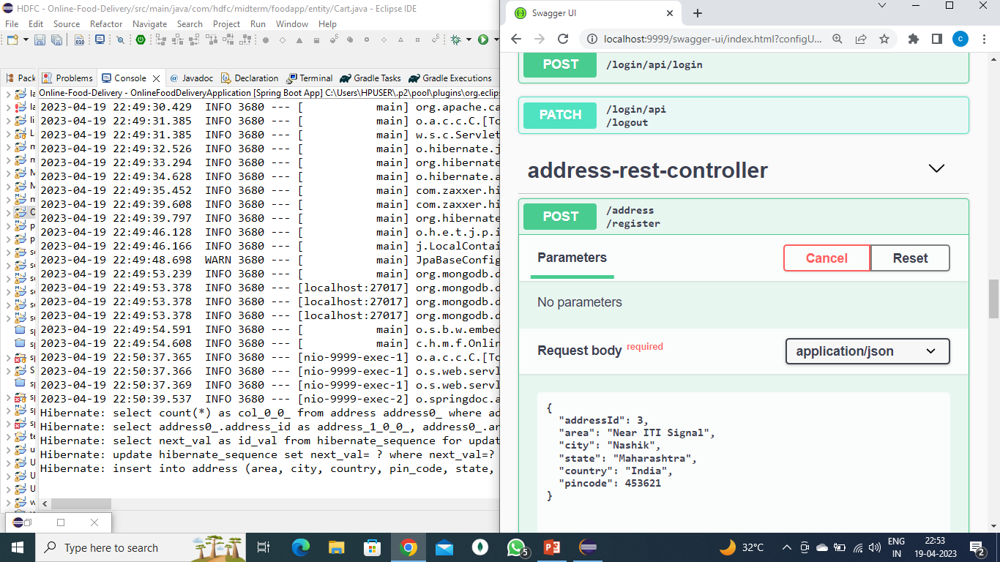 HDFC - Online-Food-Delivery/src/main/java/com/hdfc/midterm/foodapp/entity/Cart.java - Eclipse IDE
File Edit Source Refactor Navigate Search Project Run Window Help
Pack Problems Console Javadoc Declaration Terminal Gradle Tasks Gradle Executions
Online-Food-Delivery - OnlineFoodDeliveryApplication [Spring Boot App] C:\Users\HPUSER\.p2\pool\plugins\org.eclips
2023-04-19 22:49:30.429 INFO 3680 --- [ main] org.apache.ca
2023-04-19 22:49:31.385 INFO 3680 --- [ main] o.a.c.c.C.[To
2023-04-19 22:49:31.385 INFO 3680 --- [ main] w.s.c.Servlet
2023-04-19 22:49:32.526 INFO 3680 --- [ main] o.hibernate.j
2023-04-19 22:49:33.294 INFO 3680 --- [ main] org.hibernate
2023-04-19 22:49:34.628 INFO 3680 --- [ main] o.hibernate.a
2023-04-19 22:49:35.452 INFO 3680 --- [ main] com.zaxxer.hi
2023-04-19 22:49:39.608 INFO 3680 --- [ main] com.zaxxer.hi
2023-04-19 22:49:39.797 INFO 3680 --- [ main] org.hibernate
2023-04-19 22:49:46.128 INFO 3680 --- [ main] o.h.e.t.j.p.i
2023-04-19 22:49:46.166 INFO 3680 --- [ main] j.LocalContai
2023-04-19 22:49:48.698 WARN 3680 --- [ main] JpaBaseConfig
2023-04-19 22:49:53.239 INFO 3680 --- [ main] org.mongodb.d
2023-04-19 22:49:53.378 INFO 3680 --- [localhost:27017] org.mongodb.d
2023-04-19 22:49:53.378 INFO 3680 --- [localhost:27017] org.mongodb.d
2023-04-19 22:49:53.378 INFO 3680 --- [localhost:27017] org.mongodb.d
2023-04-19 22:49:54.591 INFO 3680 --- [ main] o.s.b.w.embed
2023-04-19 22:49:54.608 INFO 3680 --- [ main] c.h.m.f.Onlin
2023-04-19 22:50:37.365 INFO 3680 --- [nio-9999-exec-1] o.a.c.c.C.[To
2023-04-19 22:50:37.366 INFO 3680 --- [nio-9999-exec-1] o.s.web.servl
2023-04-19 22:50:37.369 INFO 3680 --- [nio-9999-exec-1] o.s.web.servl
2023-04-19 22:50:39.537 INFO 3680 --- [nio-9999-exec-2] o.springdoc.a
Hibernate: select count(*) as col_0_0_ from address address0_ where ad
Hibernate: select address0_.address_id as address_1_0_0_, address0_.ar
Hibernate: select next_val as id_val from hibernate_sequence for updat
Hibernate: update hibernate_sequence set next_val= ? where next_val=?
Hibernate: insert into address (area, city, country, pin_code, state,
Swagger UI
localhost:9999/swagger-ui/index.html?configU...
c
POST /login/api/login
PATCH /login/api
/logout
address-rest-controller
POST /address
/register
Parameters Cancel Reset
No parameters
Request body required application/json
{
"addressId": 3,
"area": "Near ITI Signal",
"city": "Nashik",
"state": "Maharashtra",
"country": "India",
"pincode": 453621
}
Type here to search
5
32°C
ENG
IN
22:53
19-04-2023
2